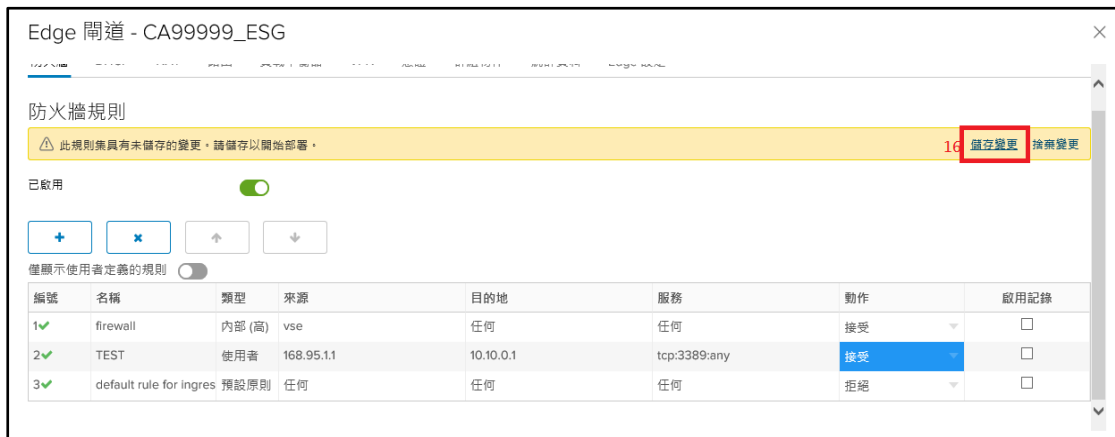 Edge 閘道 - CA99999_ESG
防火牆規則
此規則集具有未儲存的變更。請儲存以開始部署。 16 儲存變更 捨棄變更
已啟用
僅顯示使用者定義的規則
編號 名稱 類型 來源 目的地 服務 動作 啟用記錄
1 firewall 內部 (高) vse 任何 任何 接受
2 TEST 使用者 168.95.1.1 10.10.0.1 tcp:3389:any 接受
3 default rule for ingres 預設原則 任何 任何 任何 拒絕